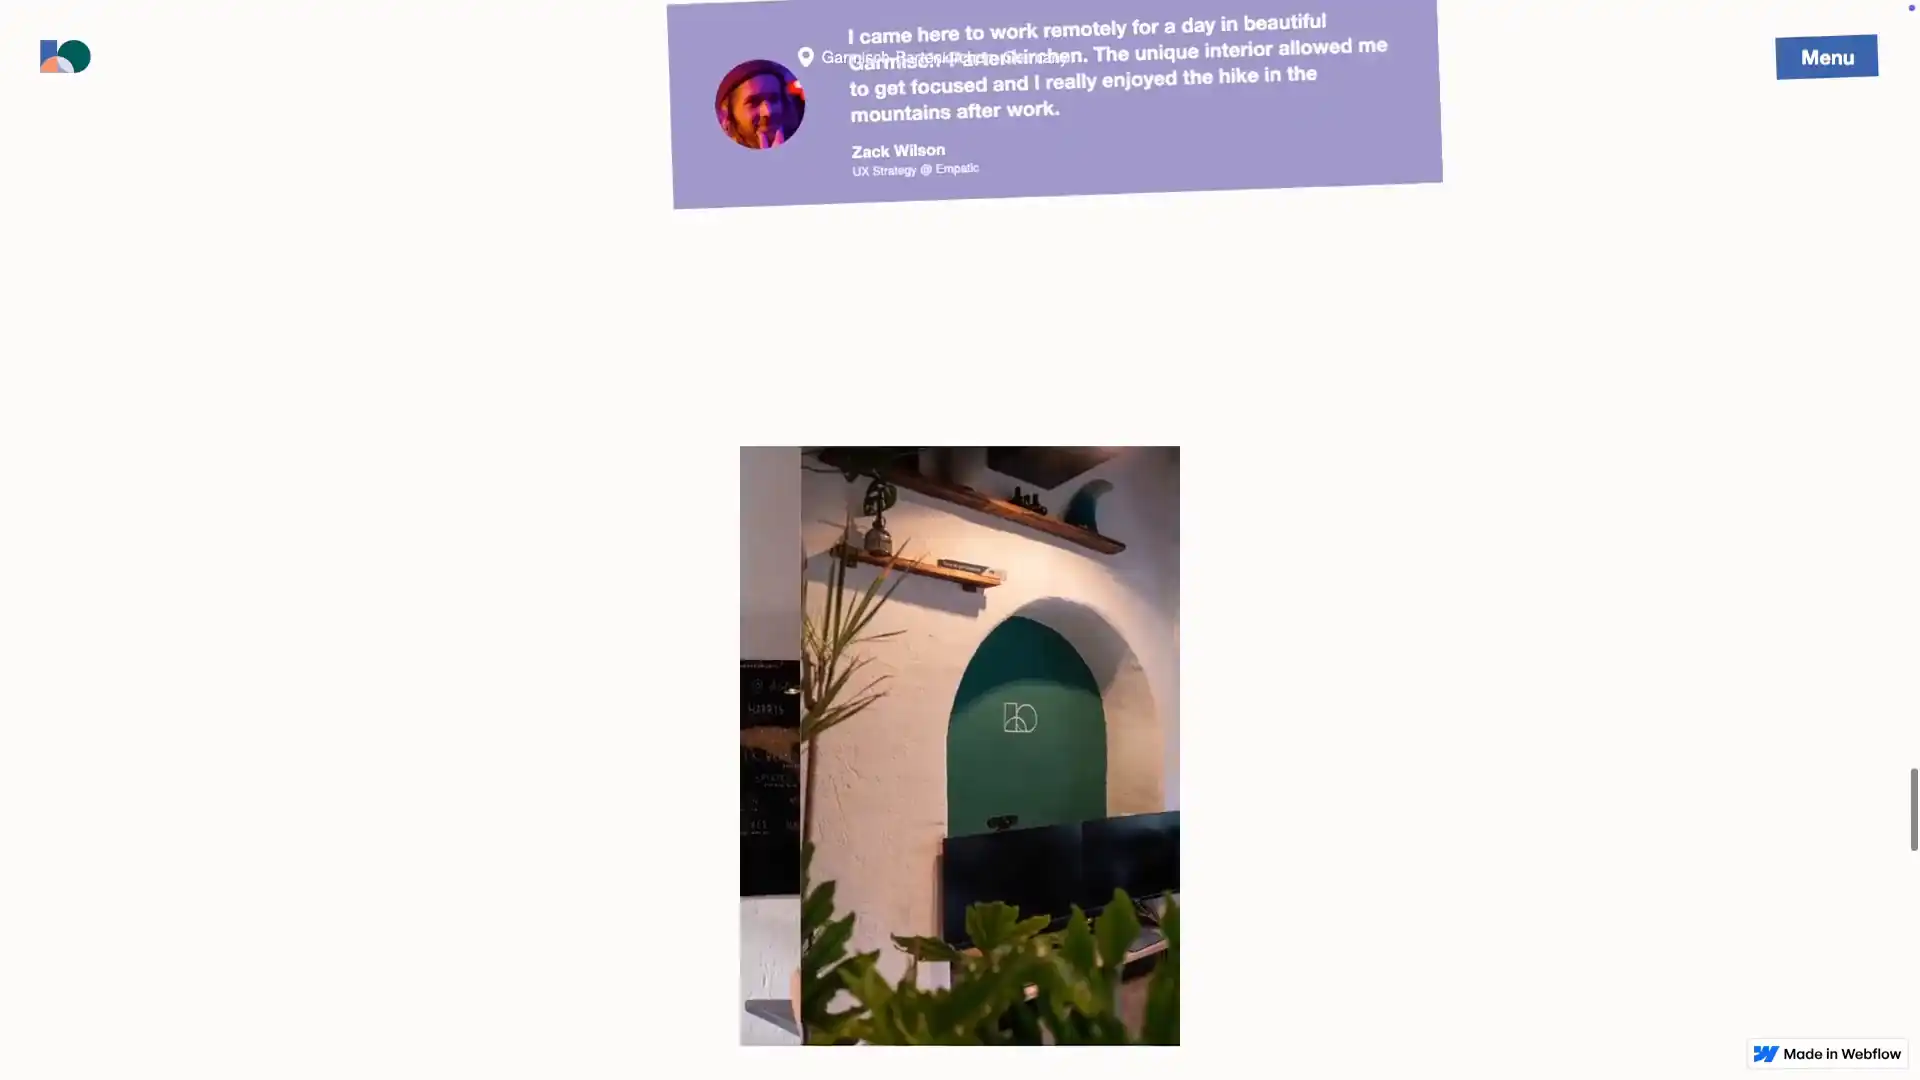 I came here to work remotely for a day in beautiful
Garmisch-Partenkirchen. The unique interior allowed me
to get focused and I really enjoyed the hike in the
mountains after work.
Garmisch-Partenkirchen, Germany
Menu
Zack Wilson
UX Strategy @ Empatic
Made in Webflow